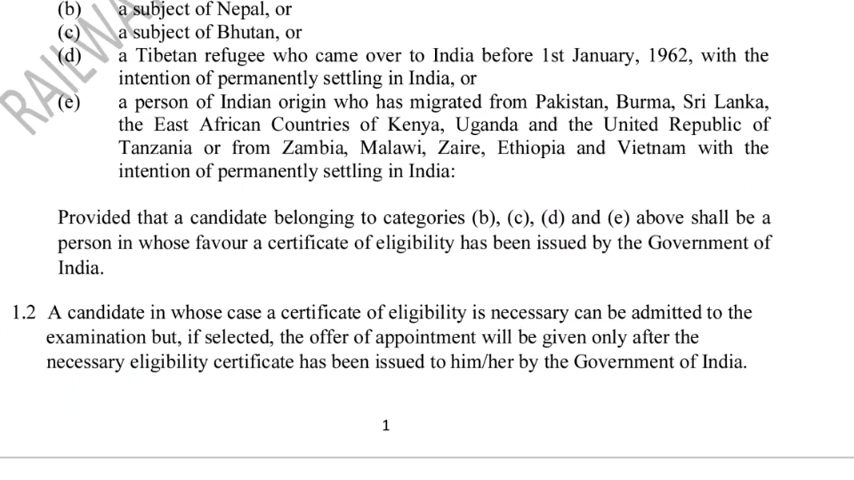 (b) a subject of Nepal, or
(c) a subject of Bhutan, or
(d) a Tibetan refugee who came over to India before 1st January, 1962, with the
intention of permanently settling in India, or
(e) a person of Indian origin who has migrated from Pakistan, Burma, Sri Lanka,
the East African Countries of Kenya, Uganda and the United Republic of
Tanzania or from Zambia, Malawi, Zaire, Ethiopia and Vietnam with the
intention of permanently settling in India:
Provided that a candidate belonging to categories (b), (c), (d) and (e) above shall be a
person in whose favour a certificate of eligibility has been issued by the Government of
India.
1.2 A candidate in whose case a certificate of eligibility is necessary can be admitted to the
examination but, if selected, the offer of appointment will be given only after the
necessary eligibility certificate has been issued to him/her by the Government of India.
1